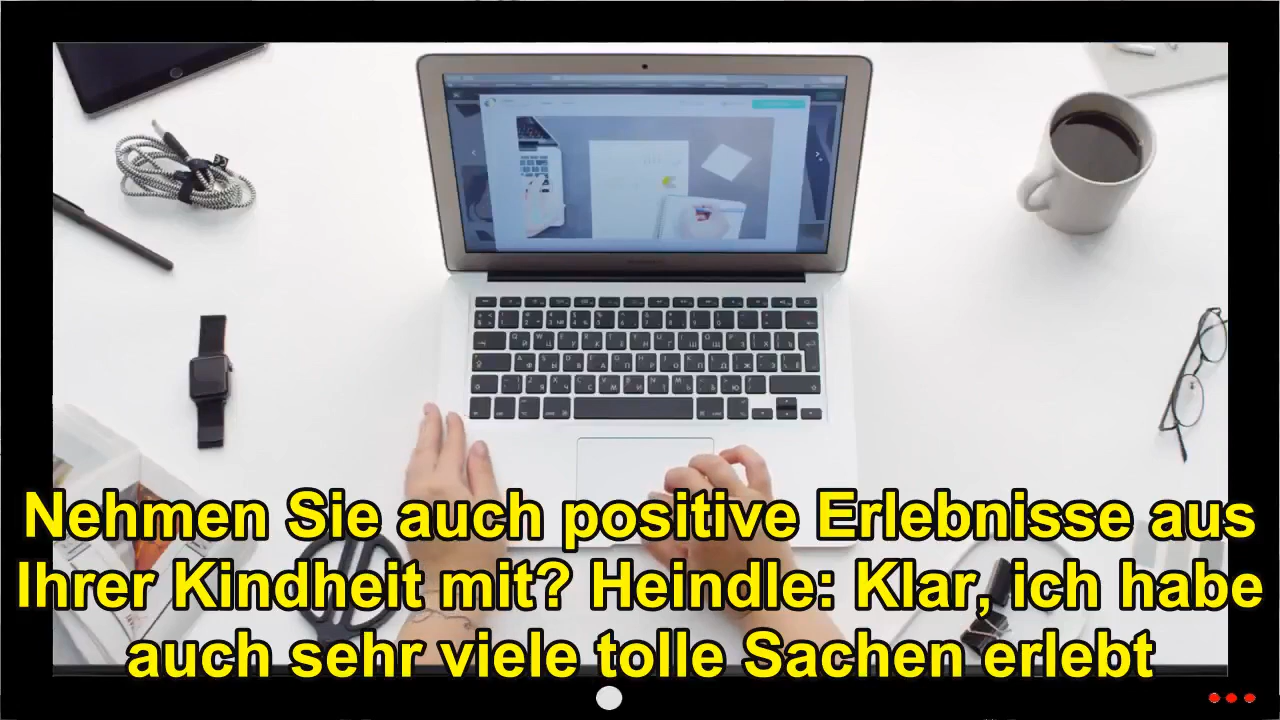 Nehmen Sie auch positive Erlebnisse aus
Ihrer Kindheit mit? Heindle: Klar, ich habe
auch sehr viele tolle Sachen erlebt